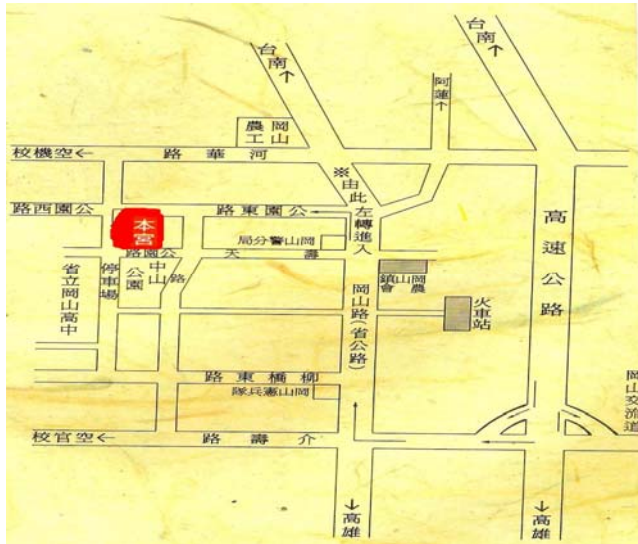 台南↑
台南↑
阿蓮↑
岡山
農工
河華路
←空機校
※由此左轉進入
公園東路
公園西路
本宮
高速公路
岡山警分局
壽天
公園路
岡山鎮農會
中山路
公園
停車場
省立岡山高中
岡山路(省公路)
火車站
柳橋東路
岡山憲兵隊
岡山交流道
介壽路
←空官校
↓高雄
↓高雄